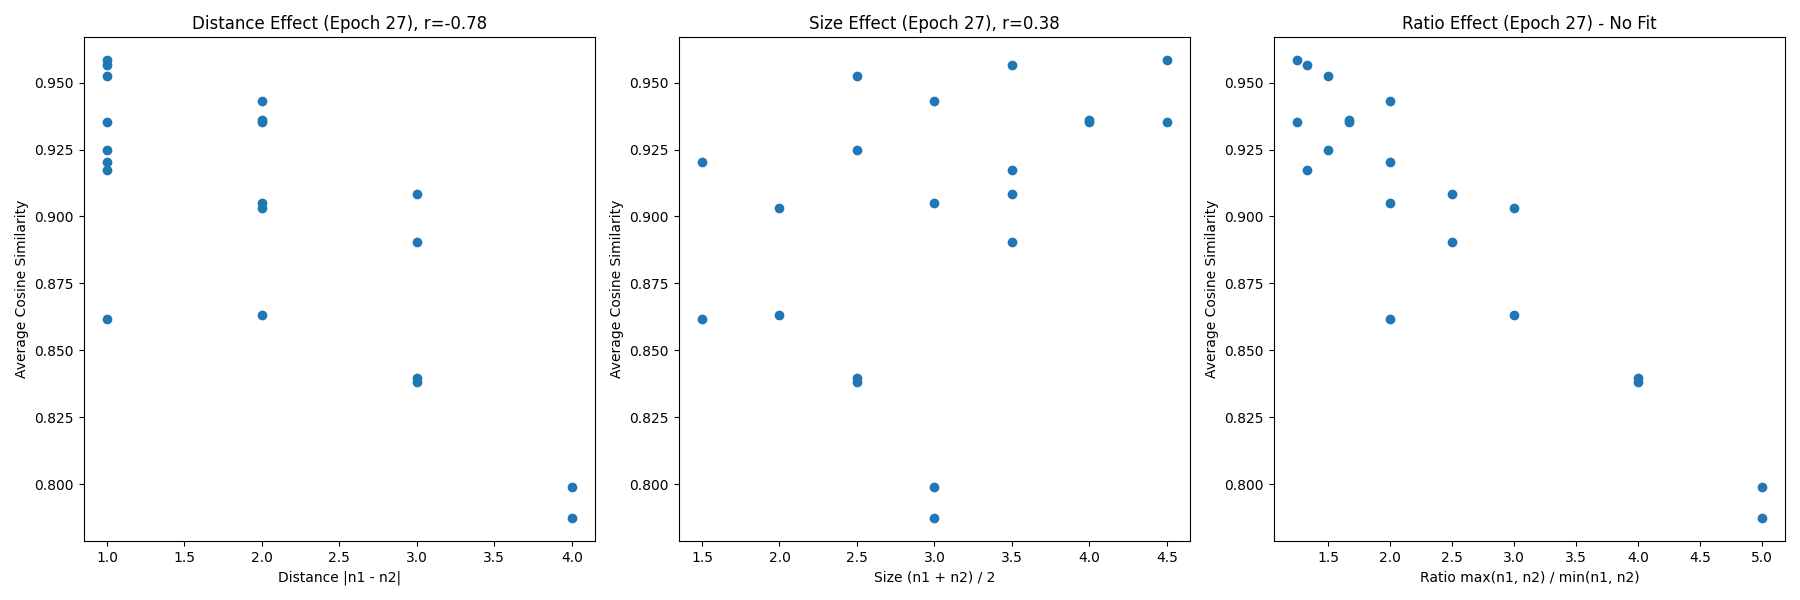 Distance Effect (Epoch 27), r=-0.78
Average Cosine Similarity
0.950
0.925
0.900
0.875
0.850
0.825
0.800
1.0 1.5 2.0 2.5 3.0 3.5 4.0
Distance |n1 - n2|
Size Effect (Epoch 27), r=0.38
Average Cosine Similarity
0.950
0.925
0.900
0.875
0.850
0.825
0.800
1.5 2.0 2.5 3.0 3.5 4.0 4.5
Size (n1 + n2) / 2
Ratio Effect (Epoch 27) - No Fit
Average Cosine Similarity
0.950
0.925
0.900
0.875
0.850
0.825
0.800
1.5 2.0 2.5 3.0 3.5 4.0 4.5 5.0
Ratio max(n1, n2) / min(n1, n2)